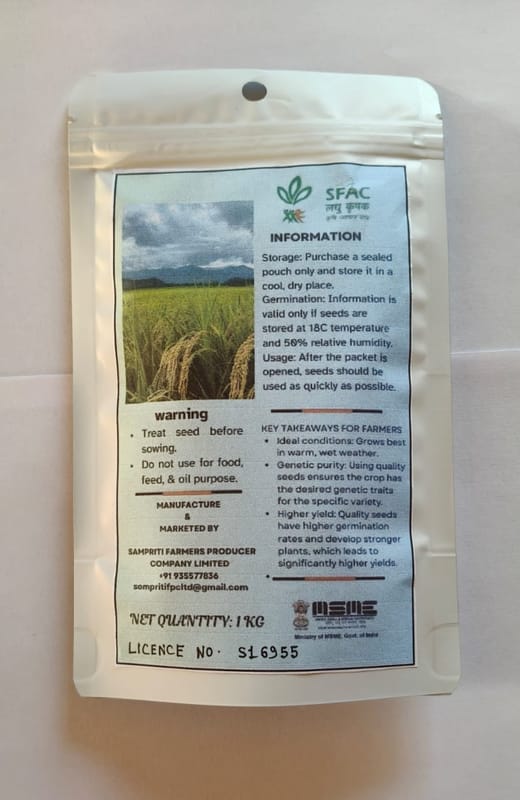 SFAC
लघु कृषक
INFORMATION
Storage: Purchase a sealed
pouch only and store it in a
cool, dry place.
Germination: Information is
valid only if seeds are
stored at 18C temperature
and 50% relative humidity.
Usage: After the packet is
opened, seeds should be
used as quickly as possible.
warning
• Treat seed before
sowing.
• Do not use for food,
feed, & oil purpose.
MANUFACTURE
&
MARKETED BY
SAMPRITI FARMERS PRODUCER
COMPANY LIMITED
+91 935577836
sampritifpcltd@gmail.com
KEY TAKEAWAYS FOR FARMERS
• Ideal conditions: Grows best
in warm, wet weather.
• Genetic purity: Using quality
seeds ensures the crop has
the desired genetic traits
for the specific variety.
• Higher yield: Quality seeds
have higher germination
rates and develop stronger
plants, which leads to
significantly higher yields.
•
NET QUANTITY: 1 KG
LICENCE NO. S16955
MSME
Ministry of MSME, Govt. of India